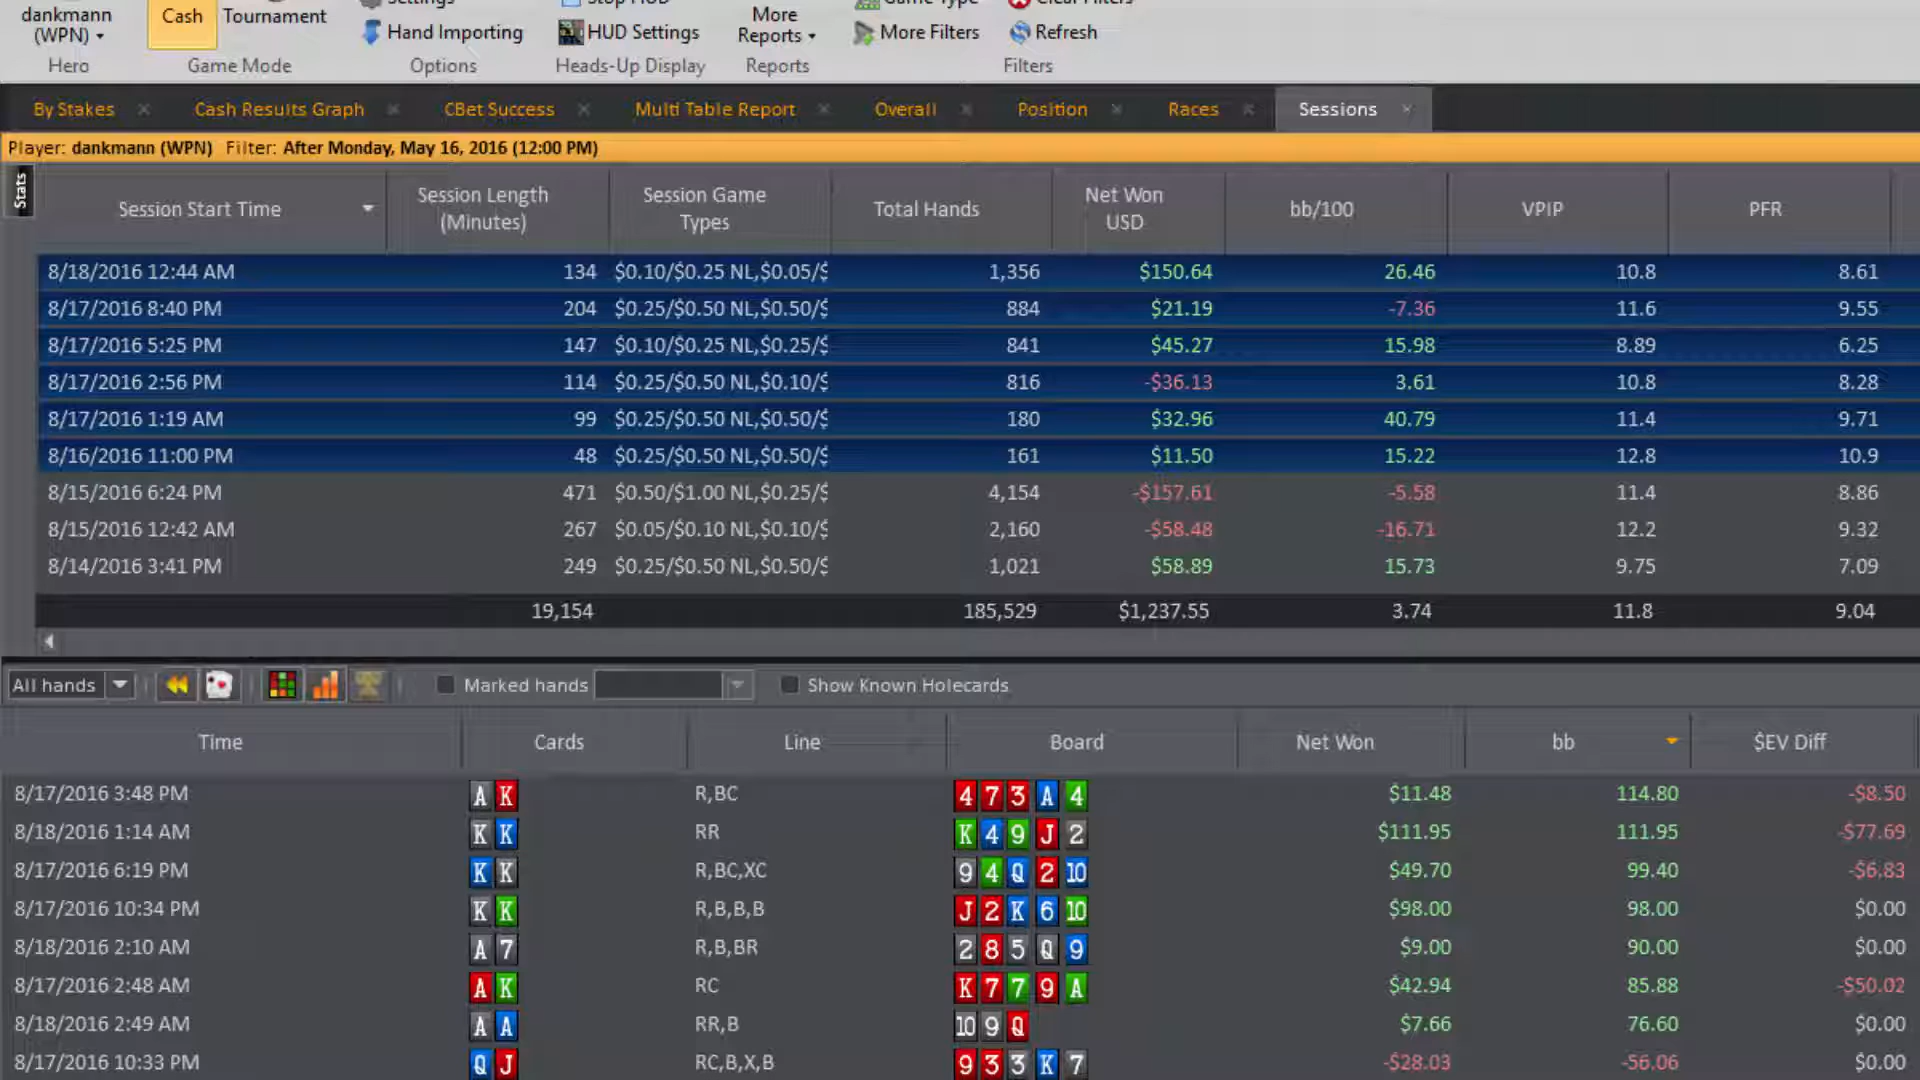 dankmann
(WPN)
Hero
Cash
Tournament
Game Mode
Settings
Hand Importing
Options
Stop HUD
HUD Settings
Heads-Up Display
More
Reports
Reports
Game Type
More Filters
Clear Filters
Refresh
Filters
By Stakes
Cash Results Graph
CBet Success
Multi Table Report
Overall
Position
Races
Sessions
Player: dankmann (WPN) Filter: After Monday, May 16, 2016 (12:00 PM)
Stats
Session Start Time
Session Length
(Minutes)
Session Game
Types
Total Hands
Net Won
USD
bb/100
VPIP
PFR
8/18/2016 12:44 AM 134 $0.10/$0.25 NL,$0.05/$ 1,356 $150.64 26.46 10.8 8.61
8/17/2016 8:40 PM 204 $0.25/$0.50 NL,$0.50/$ 884 $21.19 -7.36 11.6 9.55
8/17/2016 5:25 PM 147 $0.10/$0.25 NL,$0.25/$ 841 $45.27 15.98 8.89 6.25
8/17/2016 2:56 PM 114 $0.25/$0.50 NL,$0.10/$ 816 -$36.13 3.61 10.8 8.28
8/17/2016 1:19 AM 99 $0.25/$0.50 NL,$0.50/$ 180 $32.96 40.79 11.4 9.71
8/16/2016 11:00 PM 48 $0.25/$0.50 NL,$0.50/$ 161 $11.50 15.22 12.8 10.9
8/15/2016 6:24 PM 471 $0.50/$1.00 NL,$0.25/$ 4,154 -$157.61 -5.58 11.4 8.86
8/15/2016 12:42 AM 267 $0.05/$0.10 NL,$0.10/$ 2,160 -$58.48 -16.71 12.2 9.32
8/14/2016 3:41 PM 249 $0.25/$0.50 NL,$0.50/$ 1,021 $58.89 15.73 9.75 7.09
19,154 185,529 $1,237.55 3.74 11.8 9.04
All hands Marked hands Show Known Holecards
Time Cards Line Board Net Won bb $EV Diff
8/17/2016 3:48 PM A K R,BC 4 7 3 A 4 $11.48 114.80 -$8.50
8/18/2016 1:14 AM K K RR K 4 9 J 2 $111.95 111.95 -$77.69
8/17/2016 6:19 PM K K R,BC,XC 9 4 Q 2 10 $49.70 99.40 -$6.83
8/17/2016 10:34 PM K K R,B,B,B J 2 K 6 10 $98.00 98.00 $0.00
8/18/2016 2:10 AM A 7 R,B,BR 2 8 5 Q 9 $9.00 90.00 $0.00
8/17/2016 2:48 AM A K RC K 7 7 9 A $42.94 85.88 -$50.02
8/18/2016 2:49 AM A A RR,B 10 9 Q $7.66 76.60 $0.00
8/17/2016 10:33 PM Q J RC,B,X,B 9 3 3 K 7 -$28.03 -56.06 $0.00